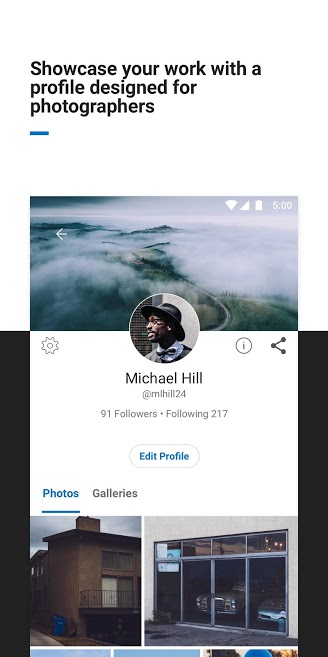 Showcase your work with a
profile designed for
photographers
5:00
Michael Hill
@mlhill24
91 Followers • Following 217
Edit Profile
Photos Galleries